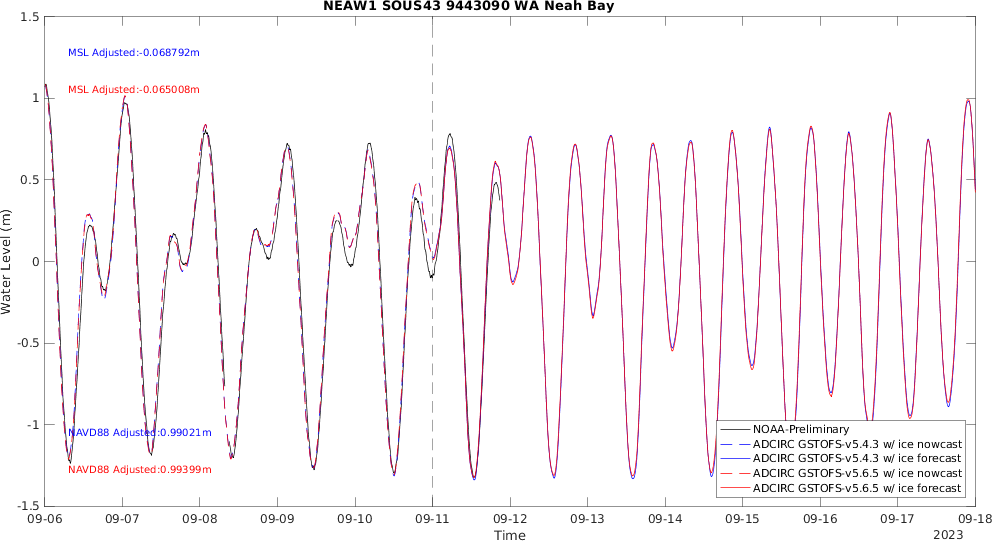 NEAW1 SOUS43 9443090 WA Neah Bay
1.5
1
0.5
0
-0.5
-1
-1.5
Water Level (m)
MSL Adjusted:-0.068792m
MSL Adjusted:-0.065008m
NAVD88 Adjusted:0.99021m
NAVD88 Adjusted:0.99399m
NOAA-Preliminary
ADCIRC GSTOFS-v5.4.3 w/ ice nowcast
ADCIRC GSTOFS-v5.4.3 w/ ice forecast
ADCIRC GSTOFS-v5.6.5 w/ ice nowcast
ADCIRC GSTOFS-v5.6.5 w/ ice forecast
09-06 09-07 09-08 09-09 09-10 09-11 09-12 09-13 09-14 09-15 09-16 09-17 09-18
Time
2023